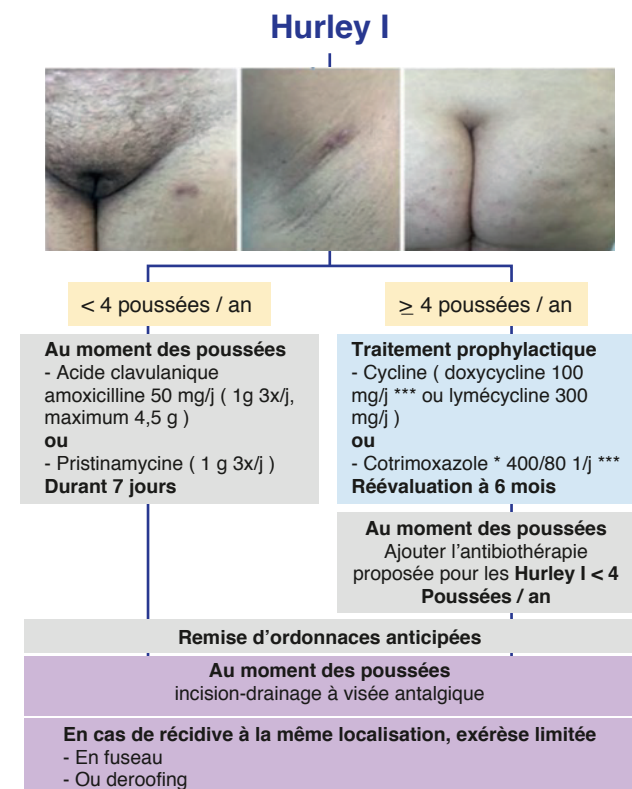 Hurley I
< 4 poussées / an
≥ 4 poussées / an
Au moment des poussées
- Acide clavulanique
amoxicilline 50 mg/j ( 1g 3x/j,
maximum 4,5 g )
ou
- Pristinamycine ( 1 g 3x/j )
Durant 7 jours
Traitement prophylactique
- Cycline ( doxycycline 100
mg/j *** ou lymécycline 300
mg/j )
ou
- Cotrimoxazole * 400/80 1/j ***
Réévaluation à 6 mois
Au moment des poussées
Ajouter l’antibiothérapie
proposée pour les Hurley I < 4
Poussées / an
Remise d’ordonnaces anticipées
Au moment des poussées
incision-drainage à visée antalgique
En cas de récidive à la même localisation, exérèse limitée
- En fuseau
- Ou deroofing